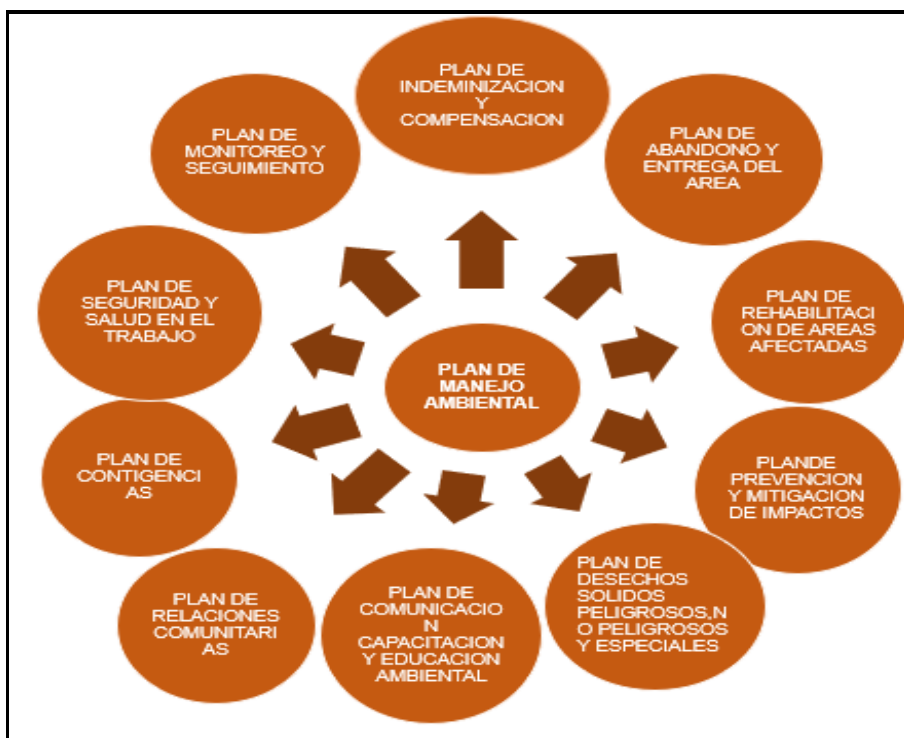 PLAN DE
INDEMINIZACION
Y
COMPENSACION
PLAN DE
ABANDONO Y
ENTREGA DEL
AREA
PLAN DE
REHABILITACI
ON DE AREAS
AFECTADAS
PLANDE
PREVENCION
Y MITIGACION
DE IMPACTOS
PLAN DE
DESECHOS
SOLIDOS
PELIGROSOS,N
O PELIGROSOS
Y ESPECIALES
PLAN DE
COMUNICACIO
N
CAPACITACION
Y EDUCACION
AMBIENTAL
PLAN DE
RELACIONES
COMUNITARI
AS
PLAN DE
CONTIGENCI
AS
PLAN DE
SEGURIDAD Y
SALUD EN EL
TRABAJO
PLAN DE
MONITOREO Y
SEGUIMIENTO
PLAN DE
MANEJO
AMBIENTAL